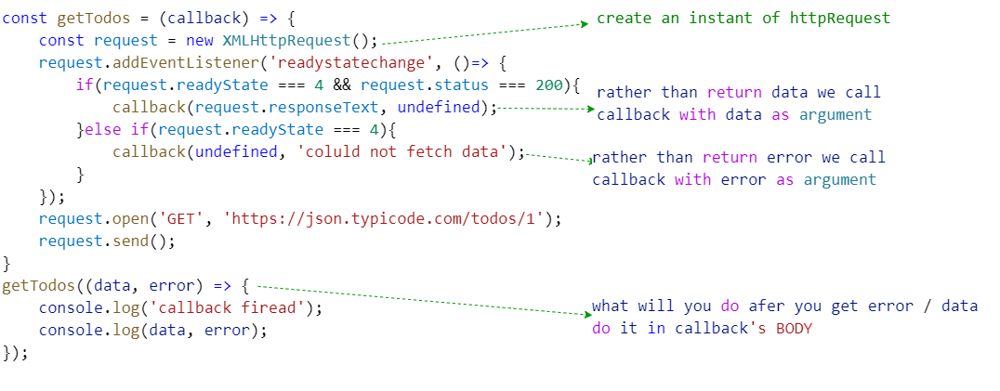 const getTodos = (callback) => {
create an instant of httpRequest
const request = new XMLHttpRequest();
request.addEventListener('readystatechange', ()=> {
if(request.readyState === 4 && request.status === 200){
rather than return data we call
callback(request.responseText, undefined);
callback with data as argument
}else if(request.readyState === 4){
callback(undefined, 'coluld not fetch data');
rather than return error we call
callback with error as argument
}
});
request.open('GET', 'https://json.typicode.com/todos/1');
request.send();
}
getTodos((data, error) => {
console.log('callback firead');
what will you do afer you get error / data
console.log(data, error);
do it in callback's BODY
});